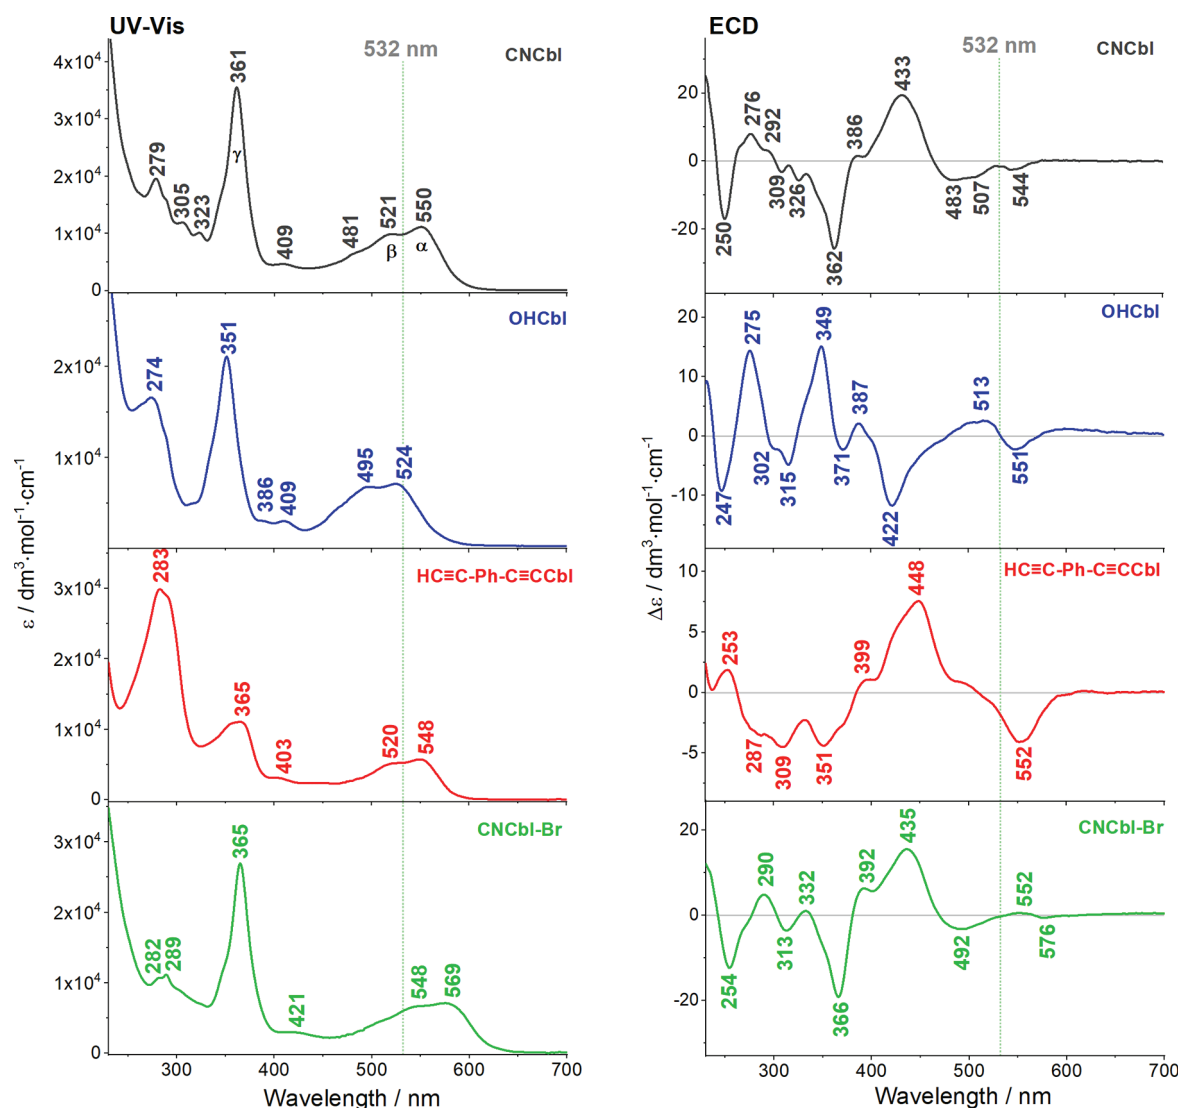 UV-Vis
532 nm
CNCbl
4x10⁴
3x10⁴
2x10⁴
1x10⁴
0
279
305
323
361
γ
409
481
521
β
550
α
OHCbl
2x10⁴
1x10⁴
274
351
386
409
495
524
HC≡C-Ph-C≡CCbl
3x10⁴
2x10⁴
1x10⁴
0
283
365
403
520
548
CNCbl-Br
3x10⁴
2x10⁴
1x10⁴
0
282
289
365
421
548
569
300 400 500 600 700
Wavelength / nm
ε / dm³·mol⁻¹·cm⁻¹
ECD
532 nm
CNCbl
20
0
-20
250
276
292
309
326
362
386
433
483
507
544
OHCbl
20
10
0
-10
247
275
302
315
349
371
387
422
513
551
HC≡C-Ph-C≡CCbl
10
5
0
-5
253
287
309
351
399
448
552
CNCbl-Br
20
0
-20
254
290
313
332
366
392
435
492
552
576
300 400 500 600 700
Wavelength / nm
Δε / dm³·mol⁻¹·cm⁻¹